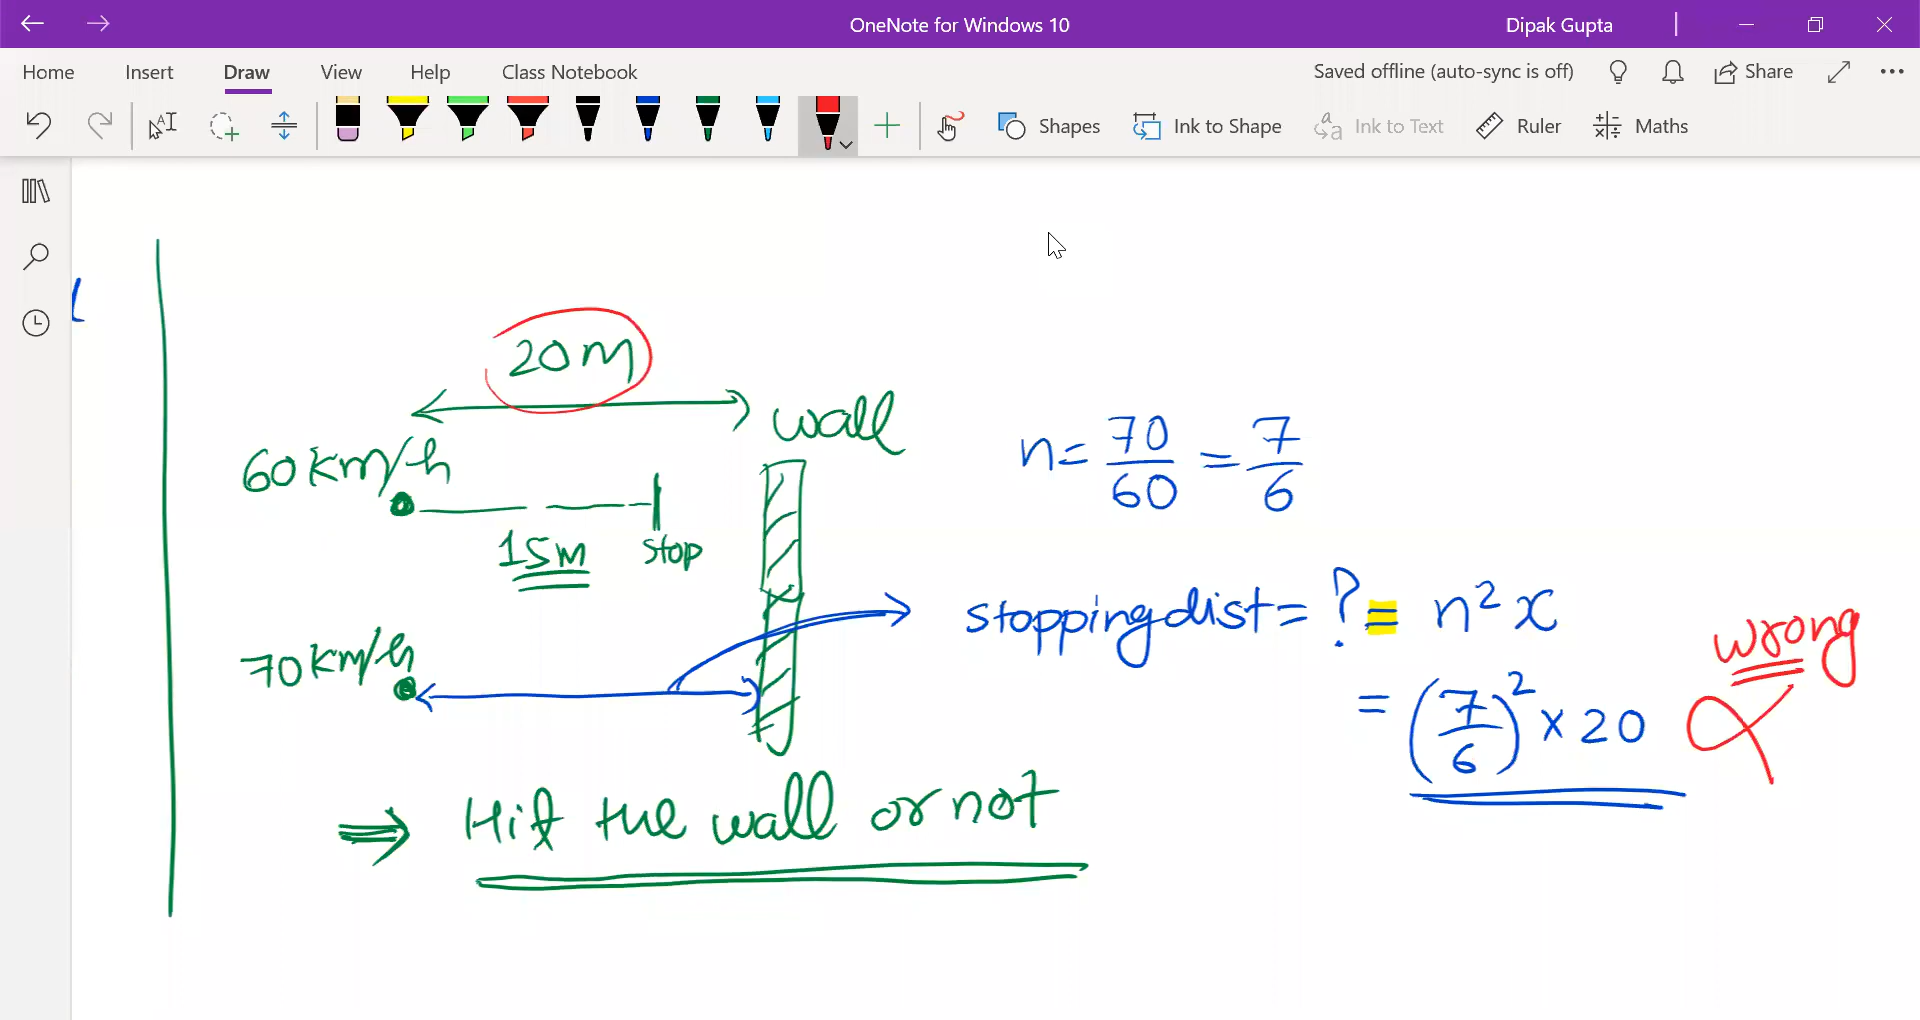 OneNote for Windows 10
Dipak Gupta
Home Insert Draw View Help Class Notebook
Saved offline (auto-sync is off) Share
Shapes Ink to Shape Ink to Text Ruler Maths
20m
wall
60 km/h
15m stop
70 km/h
⇒ Hit the wall or not
n = 70/60 = 7/6
stopping dist = ? = n² x
= (7/6)² × 20
wrong